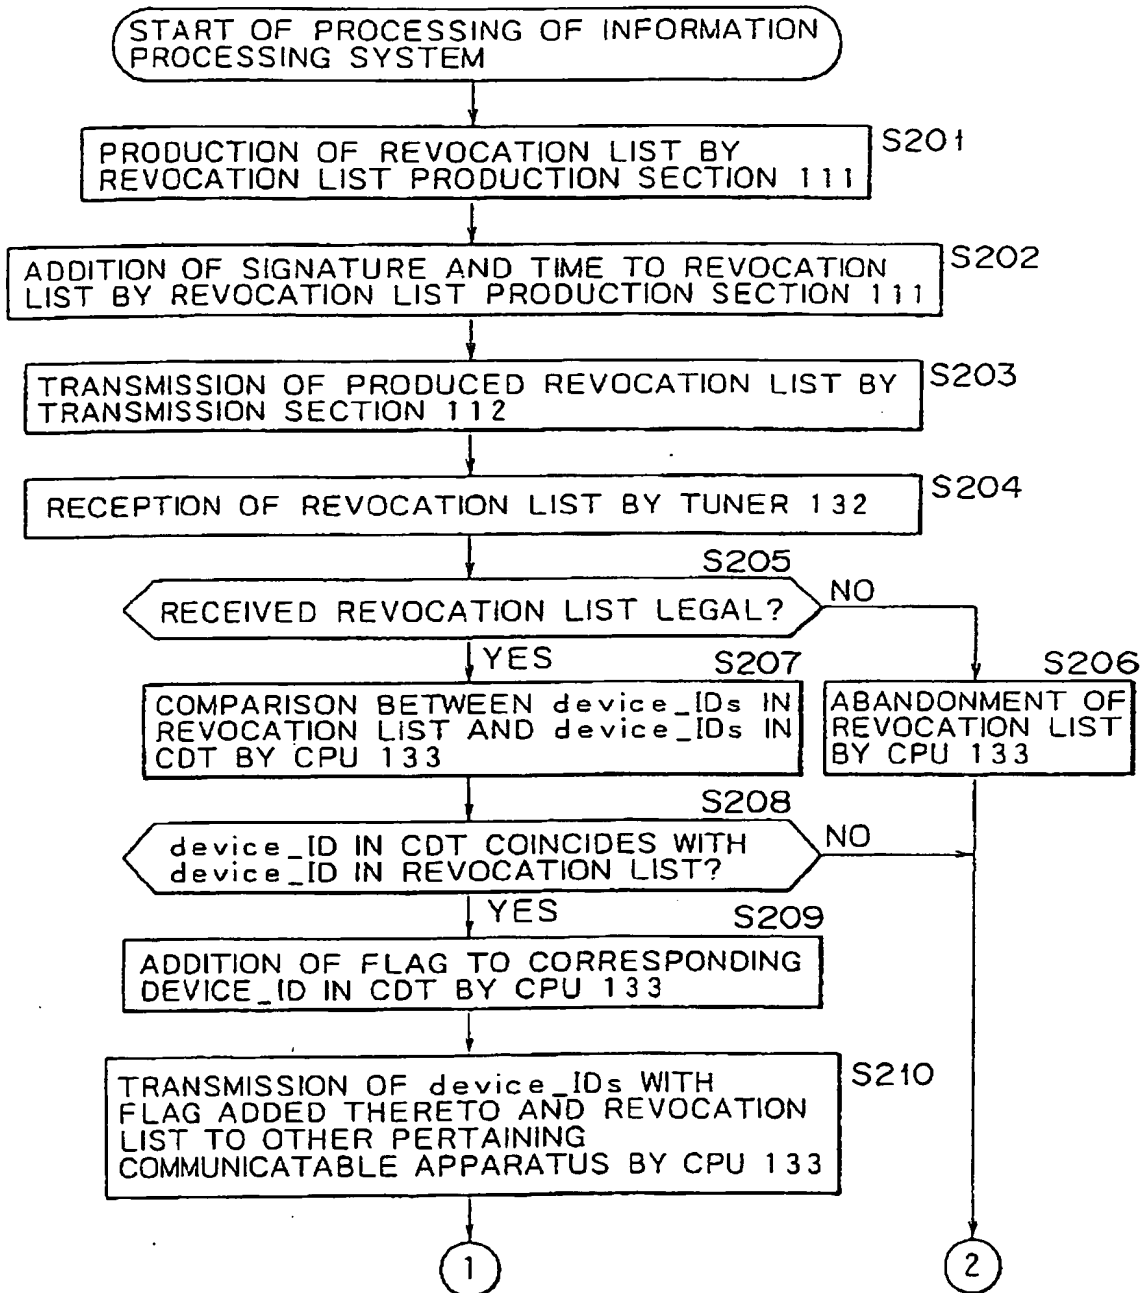 START OF PROCESSING OF INFORMATION
PROCESSING SYSTEM
S201
PRODUCTION OF REVOCATION LIST BY
REVOCATION LIST PRODUCTION SECTION 111
S202
ADDITION OF SIGNATURE AND TIME TO REVOCATION
LIST BY REVOCATION LIST PRODUCTION SECTION 111
S203
TRANSMISSION OF PRODUCED REVOCATION LIST BY
TRANSMISSION SECTION 112
S204
RECEPTION OF REVOCATION LIST BY TUNER 132
S205
RECEIVED REVOCATION LIST LEGAL?
NO
YES
S207
COMPARISON BETWEEN device_IDs IN
REVOCATION LIST AND device_IDs IN
CDT BY CPU 133
S206
ABANDONMENT OF
REVOCATION LIST
BY CPU 133
S208
device_ID IN CDT COINCIDES WITH
device_ID IN REVOCATION LIST?
NO
YES
S209
ADDITION OF FLAG TO CORRESPONDING
DEVICE_ID IN CDT BY CPU 133
S210
TRANSMISSION OF device_IDs WITH
FLAG ADDED THERETO AND REVOCATION
LIST TO OTHER PERTAINING
COMMUNICATABLE APPARATUS BY CPU 133
1
2